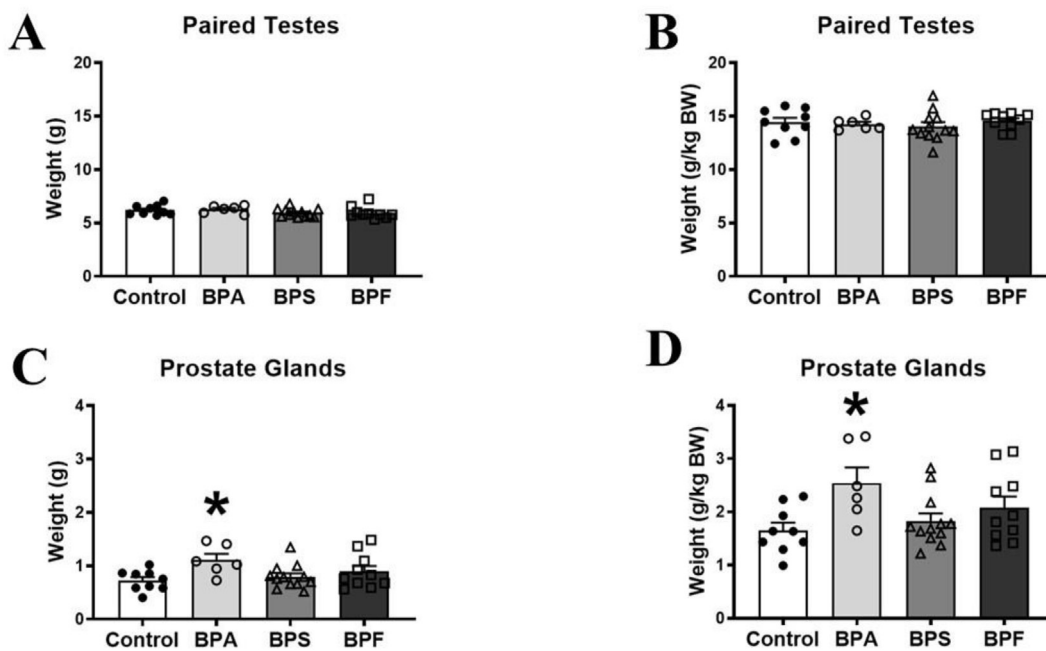 A
Paired Testes
Weight (g)
20
15
10
5
0
Control BPA BPS BPF
B
Paired Testes
Weight (g/kg BW)
20
15
10
5
0
Control BPA BPS BPF
C
Prostate Glands
Weight (g)
4
3
2
1
0
*
Control BPA BPS BPF
D
Prostate Glands
Weight (g/kg BW)
4
3
2
1
0
*
Control BPA BPS BPF